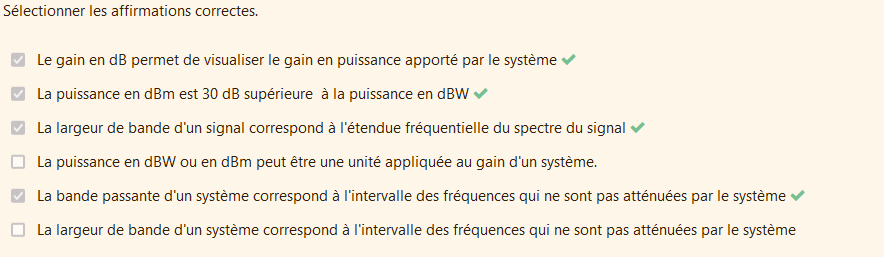 Sélectionner les affirmations correctes.
Le gain en dB permet de visualiser le gain en puissance apporté par le système
La puissance en dBm est 30 dB supérieure à la puissance en dBW
La largeur de bande d'un signal correspond à l'étendue fréquentielle du spectre du signal
La puissance en dBW ou en dBm peut être une unité appliquée au gain d'un système.
La bande passante d'un système correspond à l'intervalle des fréquences qui ne sont pas atténuées par le système
La largeur de bande d'un système correspond à l'intervalle des fréquences qui ne sont pas atténuées par le système